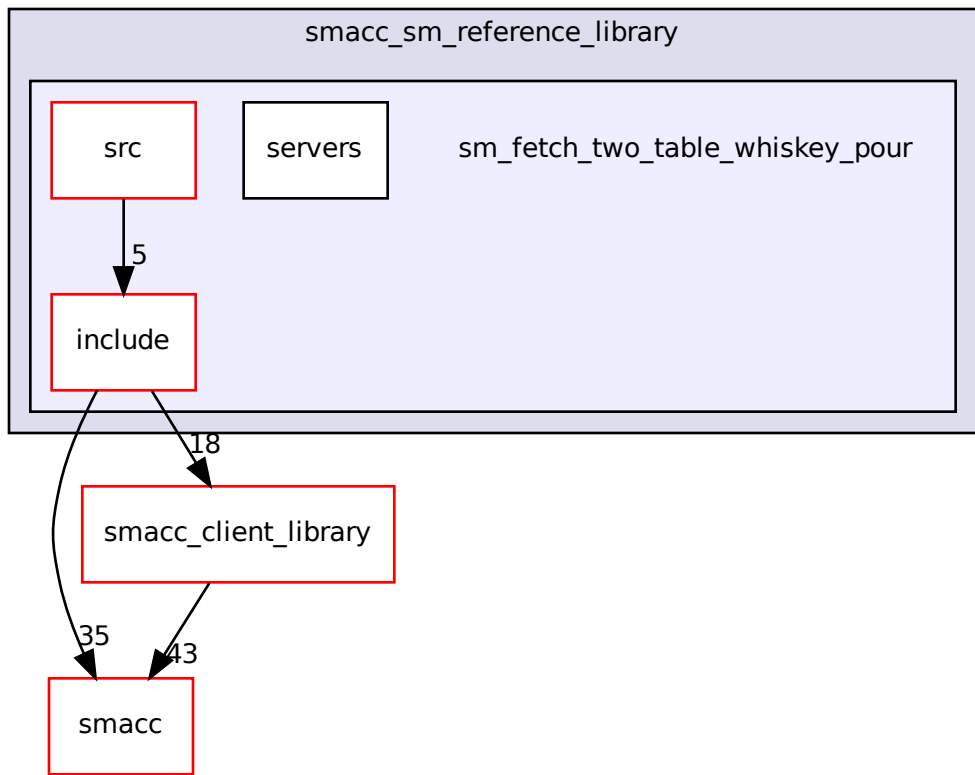 smacc_sm_reference_library
src
servers
sm_fetch_two_table_whiskey_pour
5
include
18
smacc_client_library
35
43
smacc